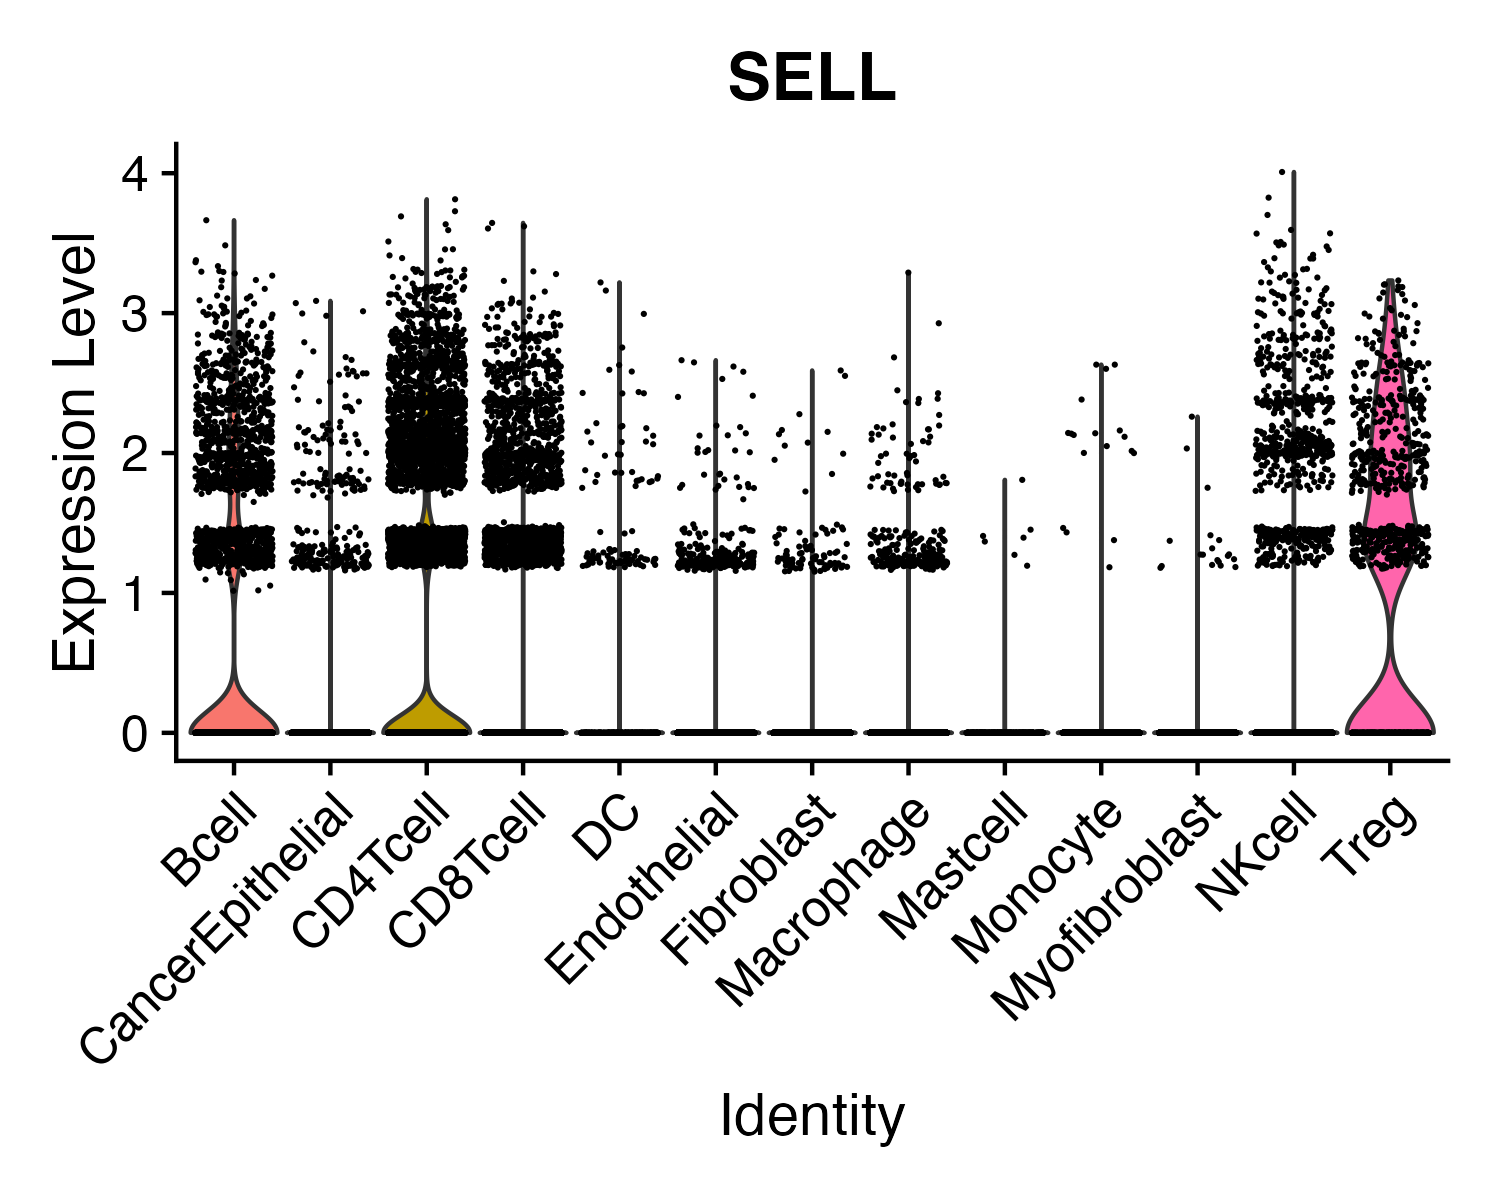 SELL
Expression Level
4
3
2
1
0
Bcell
CancerEpithelial
CD4Tcell
CD8Tcell
DC
Endothelial
Fibroblast
Macrophage
Mastcell
Monocyte
Myofibroblast
NKcell
Treg
Identity